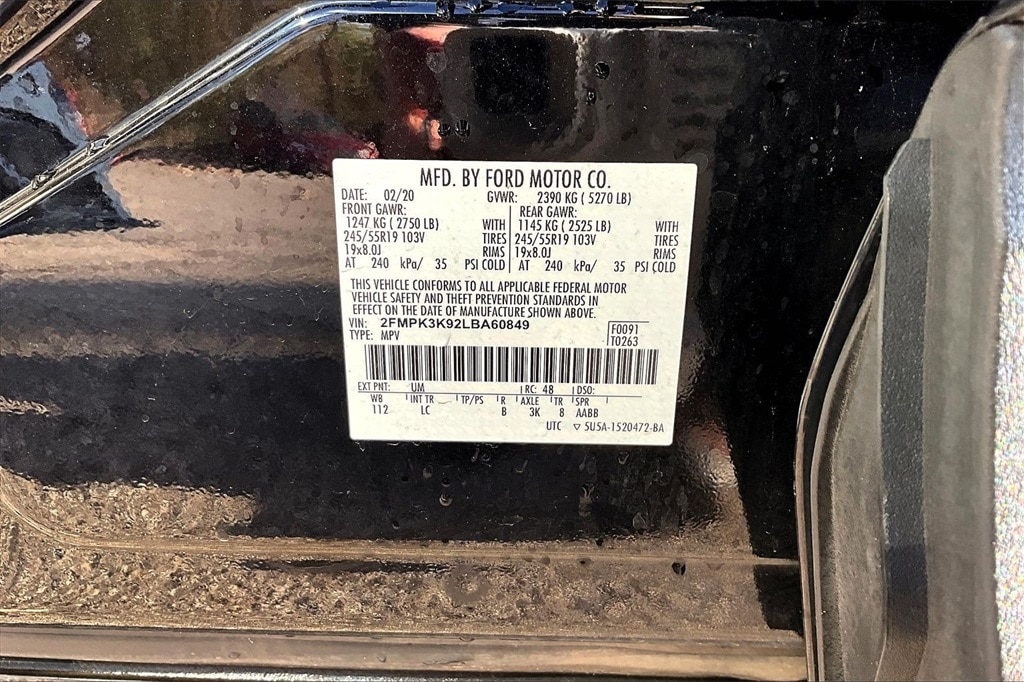 MFD. BY FORD MOTOR CO.
DATE: 02/20 GVWR: 2390 KG ( 5270 LB)
FRONT GAWR: REAR GAWR:
1247 KG ( 2750 LB) WITH 1145 KG ( 2525 LB) WITH
245/55R19 103V TIRES 245/55R19 103V TIRES
19x8.0J RIMS 19x8.0J RIMS
AT 240 kPa/ 35 PSI COLD AT 240 kPa/ 35 PSI COLD
THIS VEHICLE CONFORMS TO ALL APPLICABLE FEDERAL MOTOR
VEHICLE SAFETY AND THEFT PREVENTION STANDARDS IN
EFFECT ON THE DATE OF MANUFACTURE SHOWN ABOVE.
VIN: 2FMPK3K92LBA60849 F0091
TYPE: MPV T0263
EXT PNT: UM RC: 48 DSO:
WB INT TR TP/PS R AXLE TR SPR
112 LC B 3K 8 AABB
UTC ▽ 5U5A-1520472-BA